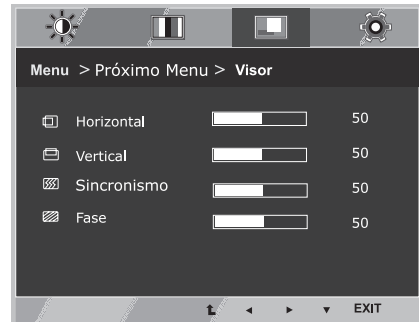 Menu > Próximo Menu > Visor
Horizontal 50
Vertical 50
Sincronismo 50
Fase 50
EXIT